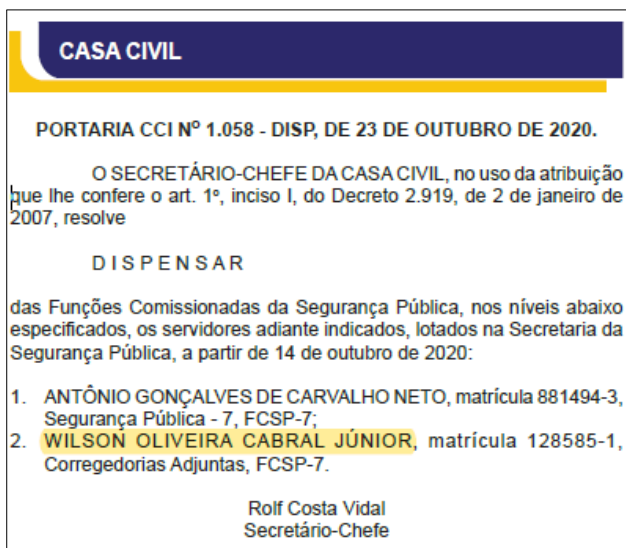 CASA CIVIL
PORTARIA CCI Nº 1.058 - DISP, DE 23 DE OUTUBRO DE 2020.
O SECRETÁRIO-CHEFE DA CASA CIVIL, no uso da atribuição
que lhe confere o art. 1º, inciso I, do Decreto 2.919, de 2 de janeiro de
2007, resolve
D I S P E N S A R
das Funções Comissionadas da Segurança Pública, nos níveis abaixo
especificados, os servidores adiante indicados, lotados na Secretaria da
Segurança Pública, a partir de 14 de outubro de 2020:
1. ANTÔNIO GONÇALVES DE CARVALHO NETO, matrícula 881494-3,
Segurança Pública - 7, FCSP-7;
2. WILSON OLIVEIRA CABRAL JÚNIOR, matrícula 128585-1,
Corregedorias Adjuntas, FCSP-7.
Rolf Costa Vidal
Secretário-Chefe